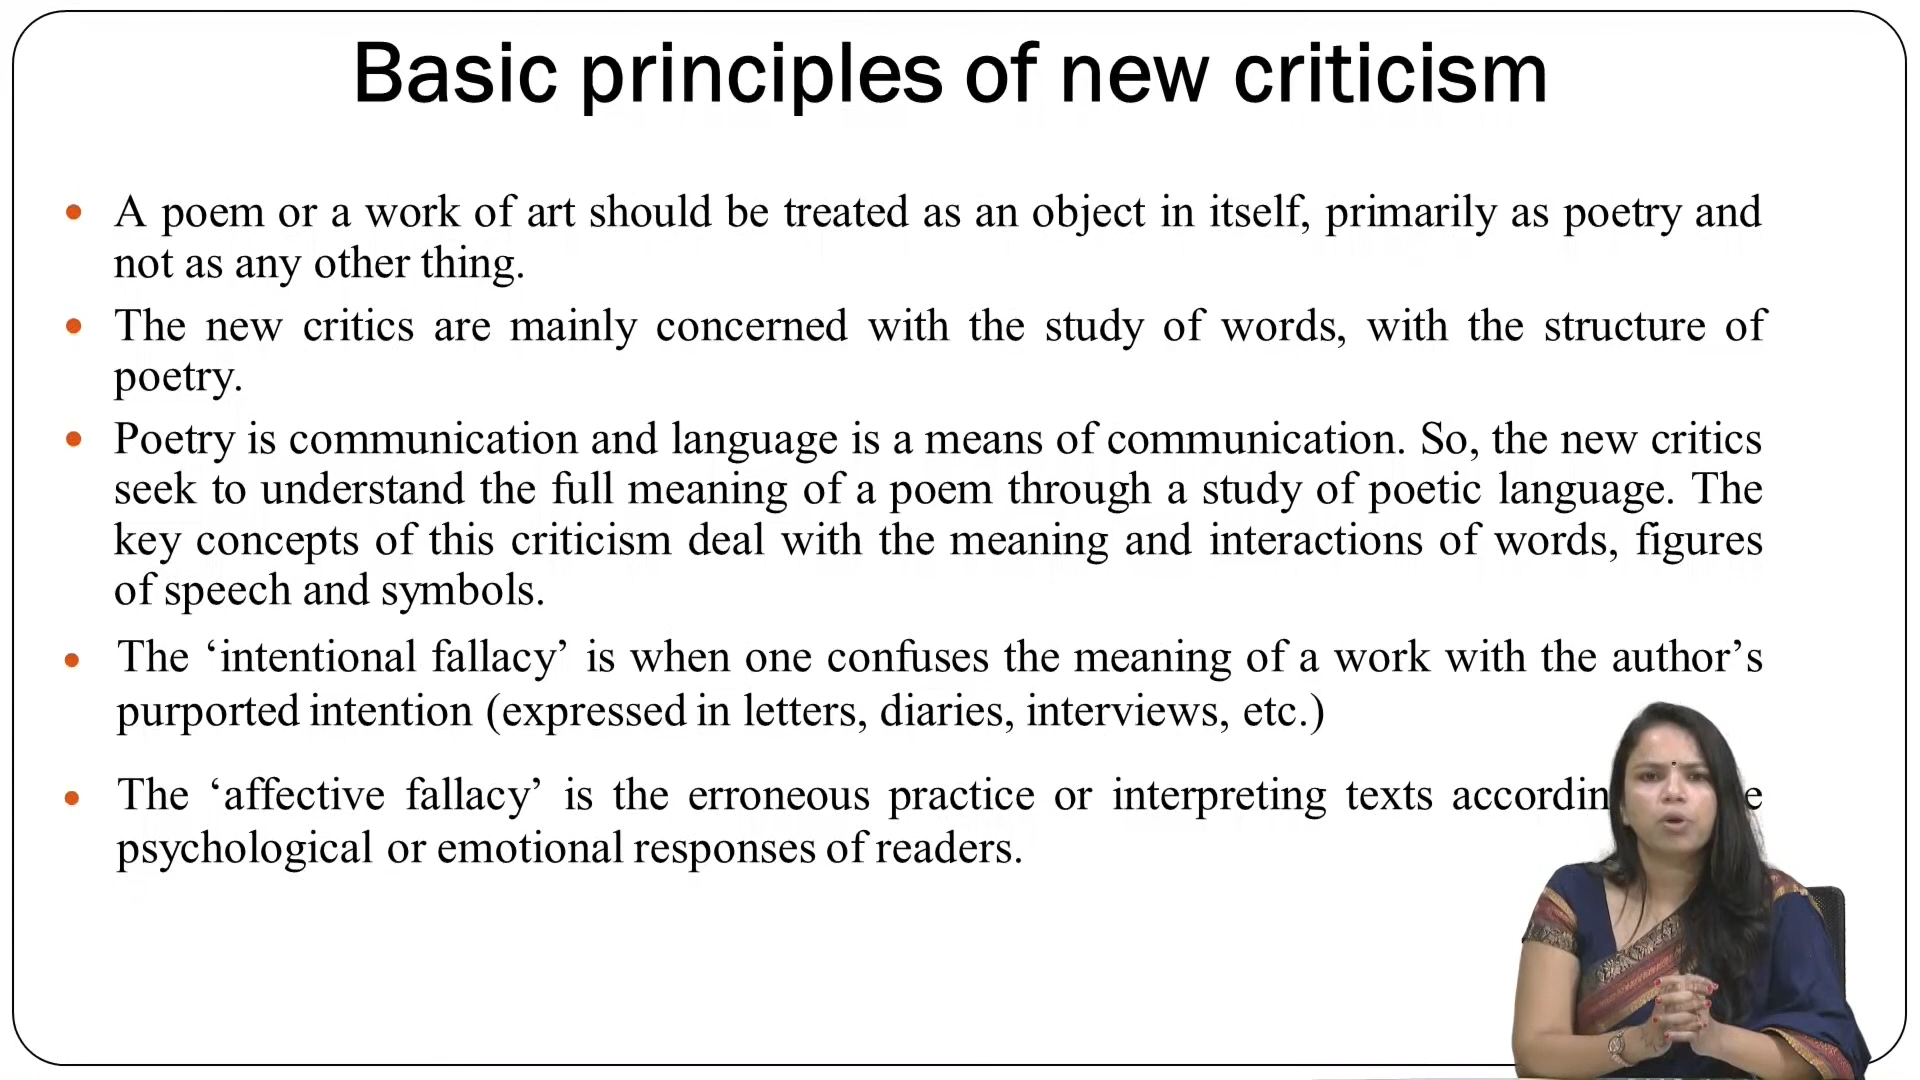 Basic principles of new criticism
• A poem or a work of art should be treated as an object in itself, primarily as poetry and
not as any other thing.
• The new critics are mainly concerned with the study of words, with the structure of
poetry.
• Poetry is communication and language is a means of communication. So, the new critics
seek to understand the full meaning of a poem through a study of poetic language. The
key concepts of this criticism deal with the meaning and interactions of words, figures
of speech and symbols.
• The ‘intentional fallacy’ is when one confuses the meaning of a work with the author’s
purported intention (expressed in letters, diaries, interviews, etc.)
• The ‘affective fallacy’ is the erroneous practice or interpreting texts
psychological or emotional responses of readers.